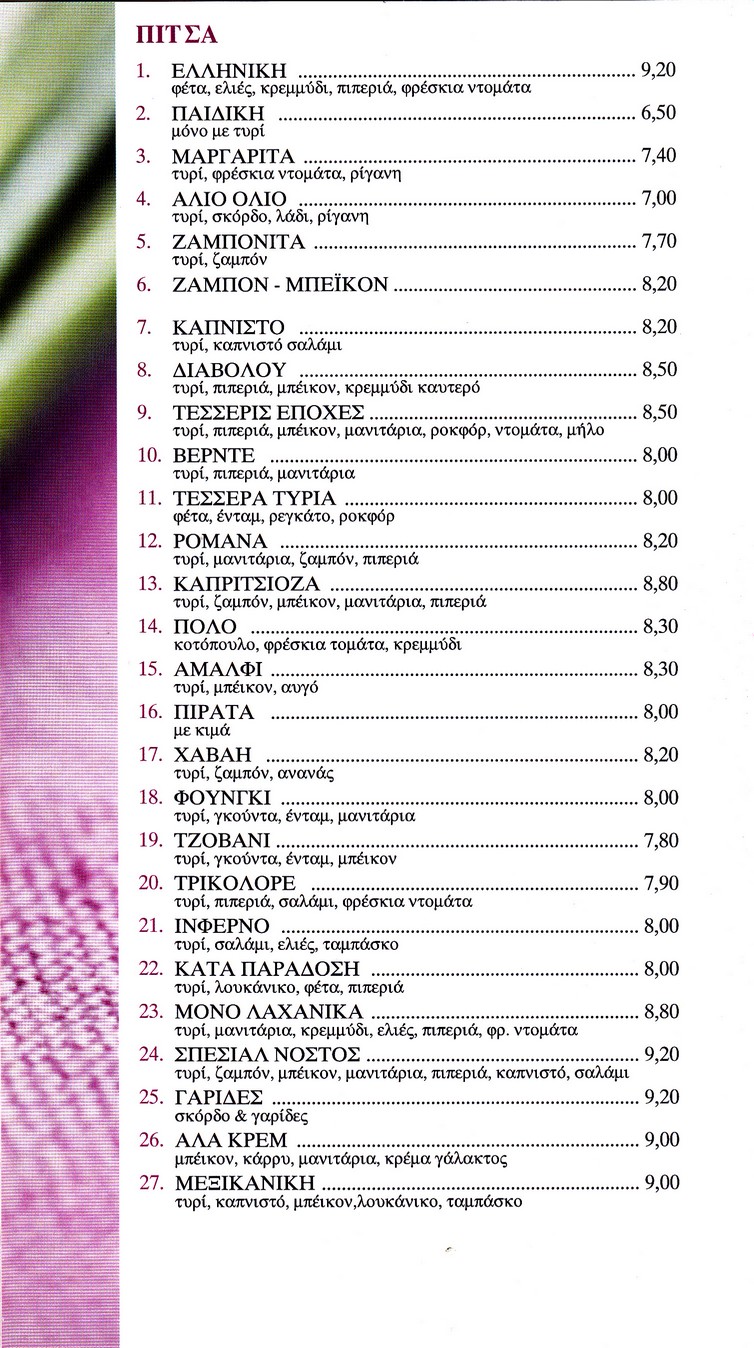 ΠΙΤΣΑ
1. ΕΛΛΗΝΙΚΗ ........ 9,20
φέτα, ελιές, κρεμμύδι, πιπεριά, φρέσκια ντομάτα
2. ΠΑΙΔΙΚΗ ........ 6,50
μόνο με τυρί
3. ΜΑΡΓΑΡΙΤΑ ........ 7,40
τυρί, φρέσκια ντομάτα, ρίγανη
4. ΑΛΙΟ ΟΛΙΟ ........ 7,00
τυρί, σκόρδο, λάδι, ρίγανη
5. ΖΑΜΠΟΝΙΤΑ ........ 7,70
τυρί, ζαμπόν
6. ΖΑΜΠΟΝ - ΜΠΕΪΚΟΝ ........ 8,20
7. ΚΑΠΝΙΣΤΟ ........ 8,20
τυρί, καπνιστό σαλάμι
8. ΔΙΑΒΟΛΟΥ ........ 8,50
τυρί, πιπεριά, μπέικον, κρεμμύδι καυτερό
9. ΤΕΣΣΕΡΙΣ ΕΠΟΧΕΣ ........ 8,50
τυρί, πιπεριά, μπέικον, μανιτάρια, ροκφόρ, ντομάτα, μήλο
10. ΒΕΡΝΤΕ ........ 8,00
τυρί, πιπεριά, μανιτάρια
11. ΤΕΣΣΕΡΑ ΤΥΡΙΑ ........ 8,00
φέτα, ένταμ, ρεγκάτο, ροκφόρ
12. ΡΟΜΑΝΑ ........ 8,20
τυρί, μανιτάρια, ζαμπόν, πιπεριά
13. ΚΑΠΡΙΤΣΙΟΖΑ ........ 8,80
τυρί, ζαμπόν, μπέικον, μανιτάρια, πιπεριά
14. ΠΟΛΟ ........ 8,30
κοτόπουλο, φρέσκια τομάτα, κρεμμύδι
15. ΑΜΑΛΦΙ ........ 8,30
τυρί, μπέικον, αυγό
16. ΠΙΡΑΤΑ ........ 8,00
με κιμά
17. ΧΑΒΑΗ ........ 8,20
τυρί, ζαμπόν, ανανάς
18. ΦΟΥΝΓΚΙ ........ 8,00
τυρί, γκούντα, ένταμ, μανιτάρια
19. ΤΖΟΒΑΝΙ ........ 7,80
τυρί, γκούντα, ένταμ, μπέικον
20. ΤΡΙΚΟΛΟΡΕ ........ 7,90
τυρί, πιπεριά, σαλάμι, φρέσκια ντομάτα
21. ΙΝΦΕΡΝΟ ........ 8,00
τυρί, σαλάμι, ελιές, ταμπάσκο
22. ΚΑΤΑ ΠΑΡΑΔΟΣΗ ........ 8,00
τυρί, λουκάνικο, φέτα, πιπεριά
23. ΜΟΝΟ ΛΑΧΑΝΙΚΑ ........ 8,80
τυρί, μανιτάρια, κρεμμύδι, ελιές, πιπεριά, φρ. ντομάτα
24. ΣΠΕΣΙΑΛ ΝΟΣΤΟΣ ........ 9,20
τυρί, ζαμπόν, μπέικον, μανιτάρια, πιπεριά, καπνιστό, σαλάμι
25. ΓΑΡΙΔΕΣ ........ 9,20
σκόρδο & γαρίδες
26. ΑΛΑ ΚΡΕΜ ........ 9,00
μπέικον, κάρρυ, μανιτάρια, κρέμα γάλακτος
27. ΜΕΞΙΚΑΝΙΚΗ ........ 9,00
τυρί, καπνιστό, μπέικον,λουκάνικο, ταμπάσκο